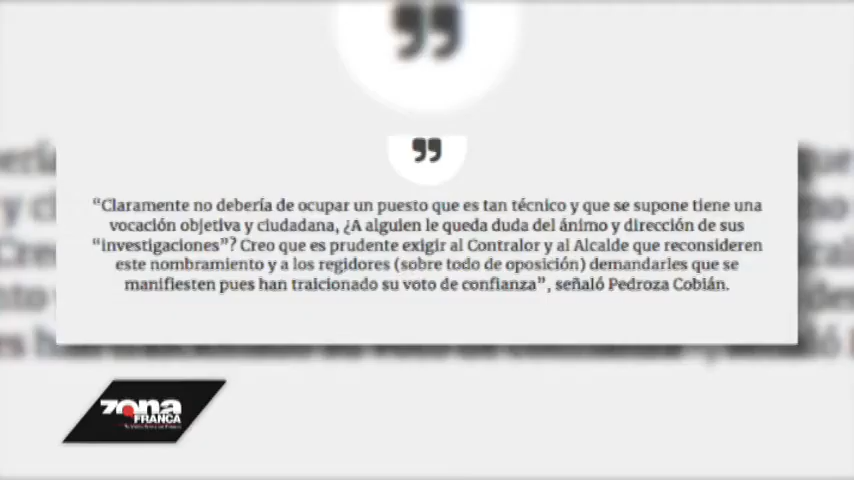 “Claramente no debería de ocupar un puesto que es tan técnico y que se supone tiene una
vocación objetiva y ciudadana, ¿A alguien le queda duda del ánimo y dirección de sus
“investigaciones”? Creo que es prudente exigir al Contralor y al Alcalde que reconsideren
este nombramiento y a los regidores (sobre todo de oposición) demandarles que se
manifiesten pues han traicionado su voto de confianza”, señaló Pedroza Cobián.
ZONA
FRANCA